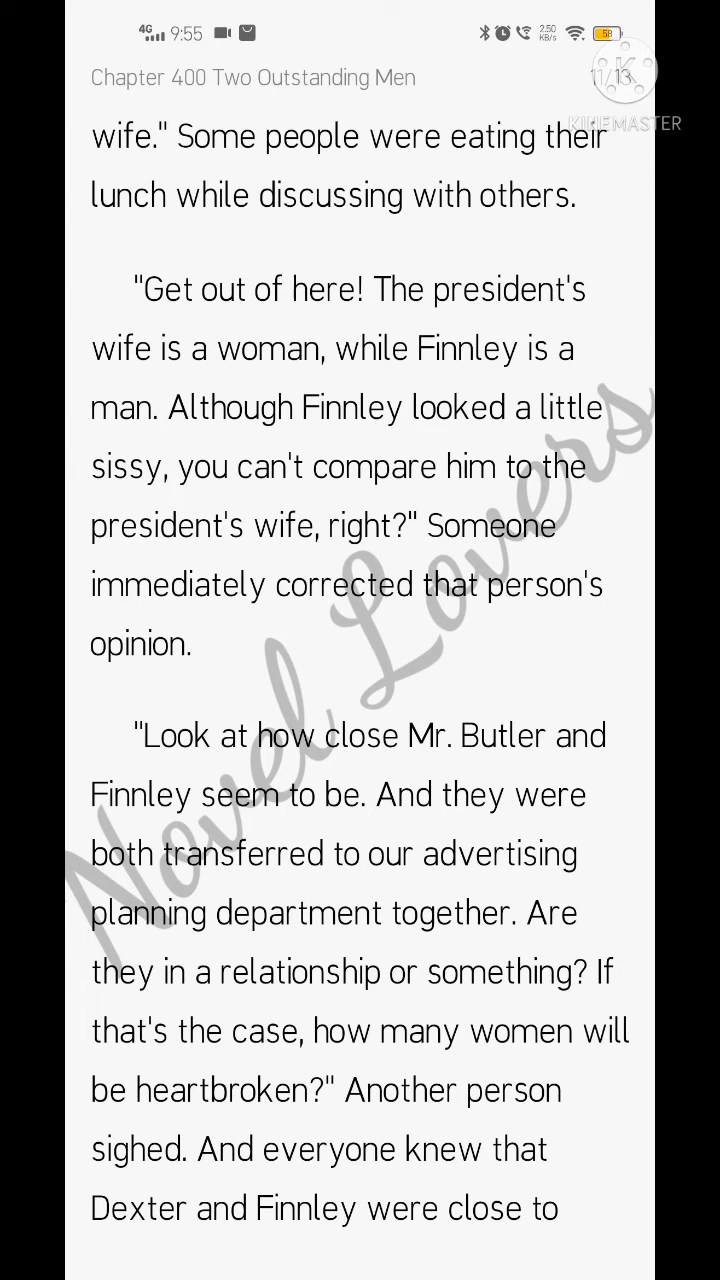 4G 9:55 2.50 KB/s 58
Chapter 400 Two Outstanding Men 11/13
K
KINEMASTER
wife." Some people were eating their
lunch while discussing with others.
"Get out of here! The president's
wife is a woman, while Finnley is a
man. Although Finnley looked a little
sissy, you can't compare him to the
president's wife, right?" Someone
immediately corrected that person's
opinion.
"Look at how close Mr. Butler and
Finnley seem to be. And they were
both transferred to our advertising
planning department together. Are
they in a relationship or something? If
that's the case, how many women will
be heartbroken?" Another person
sighed. And everyone knew that
Dexter and Finnley were close to
Novel Lovers